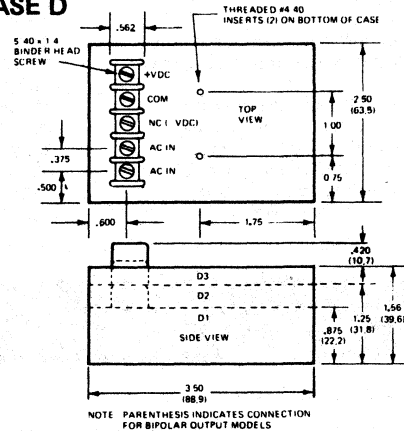 ASE D
.562
THREADED #4 40
INSERTS (2) ON BOTTOM OF CASE
5 40 x 1 4
BINDER HEAD
SCREW
+VDC
COM
NC (- VDC)
AC IN
AC IN
TOP
VIEW
2 50
(63,5)
1 00
0 75
.375
.500
.600
1.75
.420
(10,7)
D3
D2
D1
SIDE VIEW
.875
(22,2)
1.25
(31,8)
1.56
(39,6)
3 50
(88,9)
NOTE PARENTHESIS INDICATES CONNECTION
FOR BIPOLAR OUTPUT MODELS